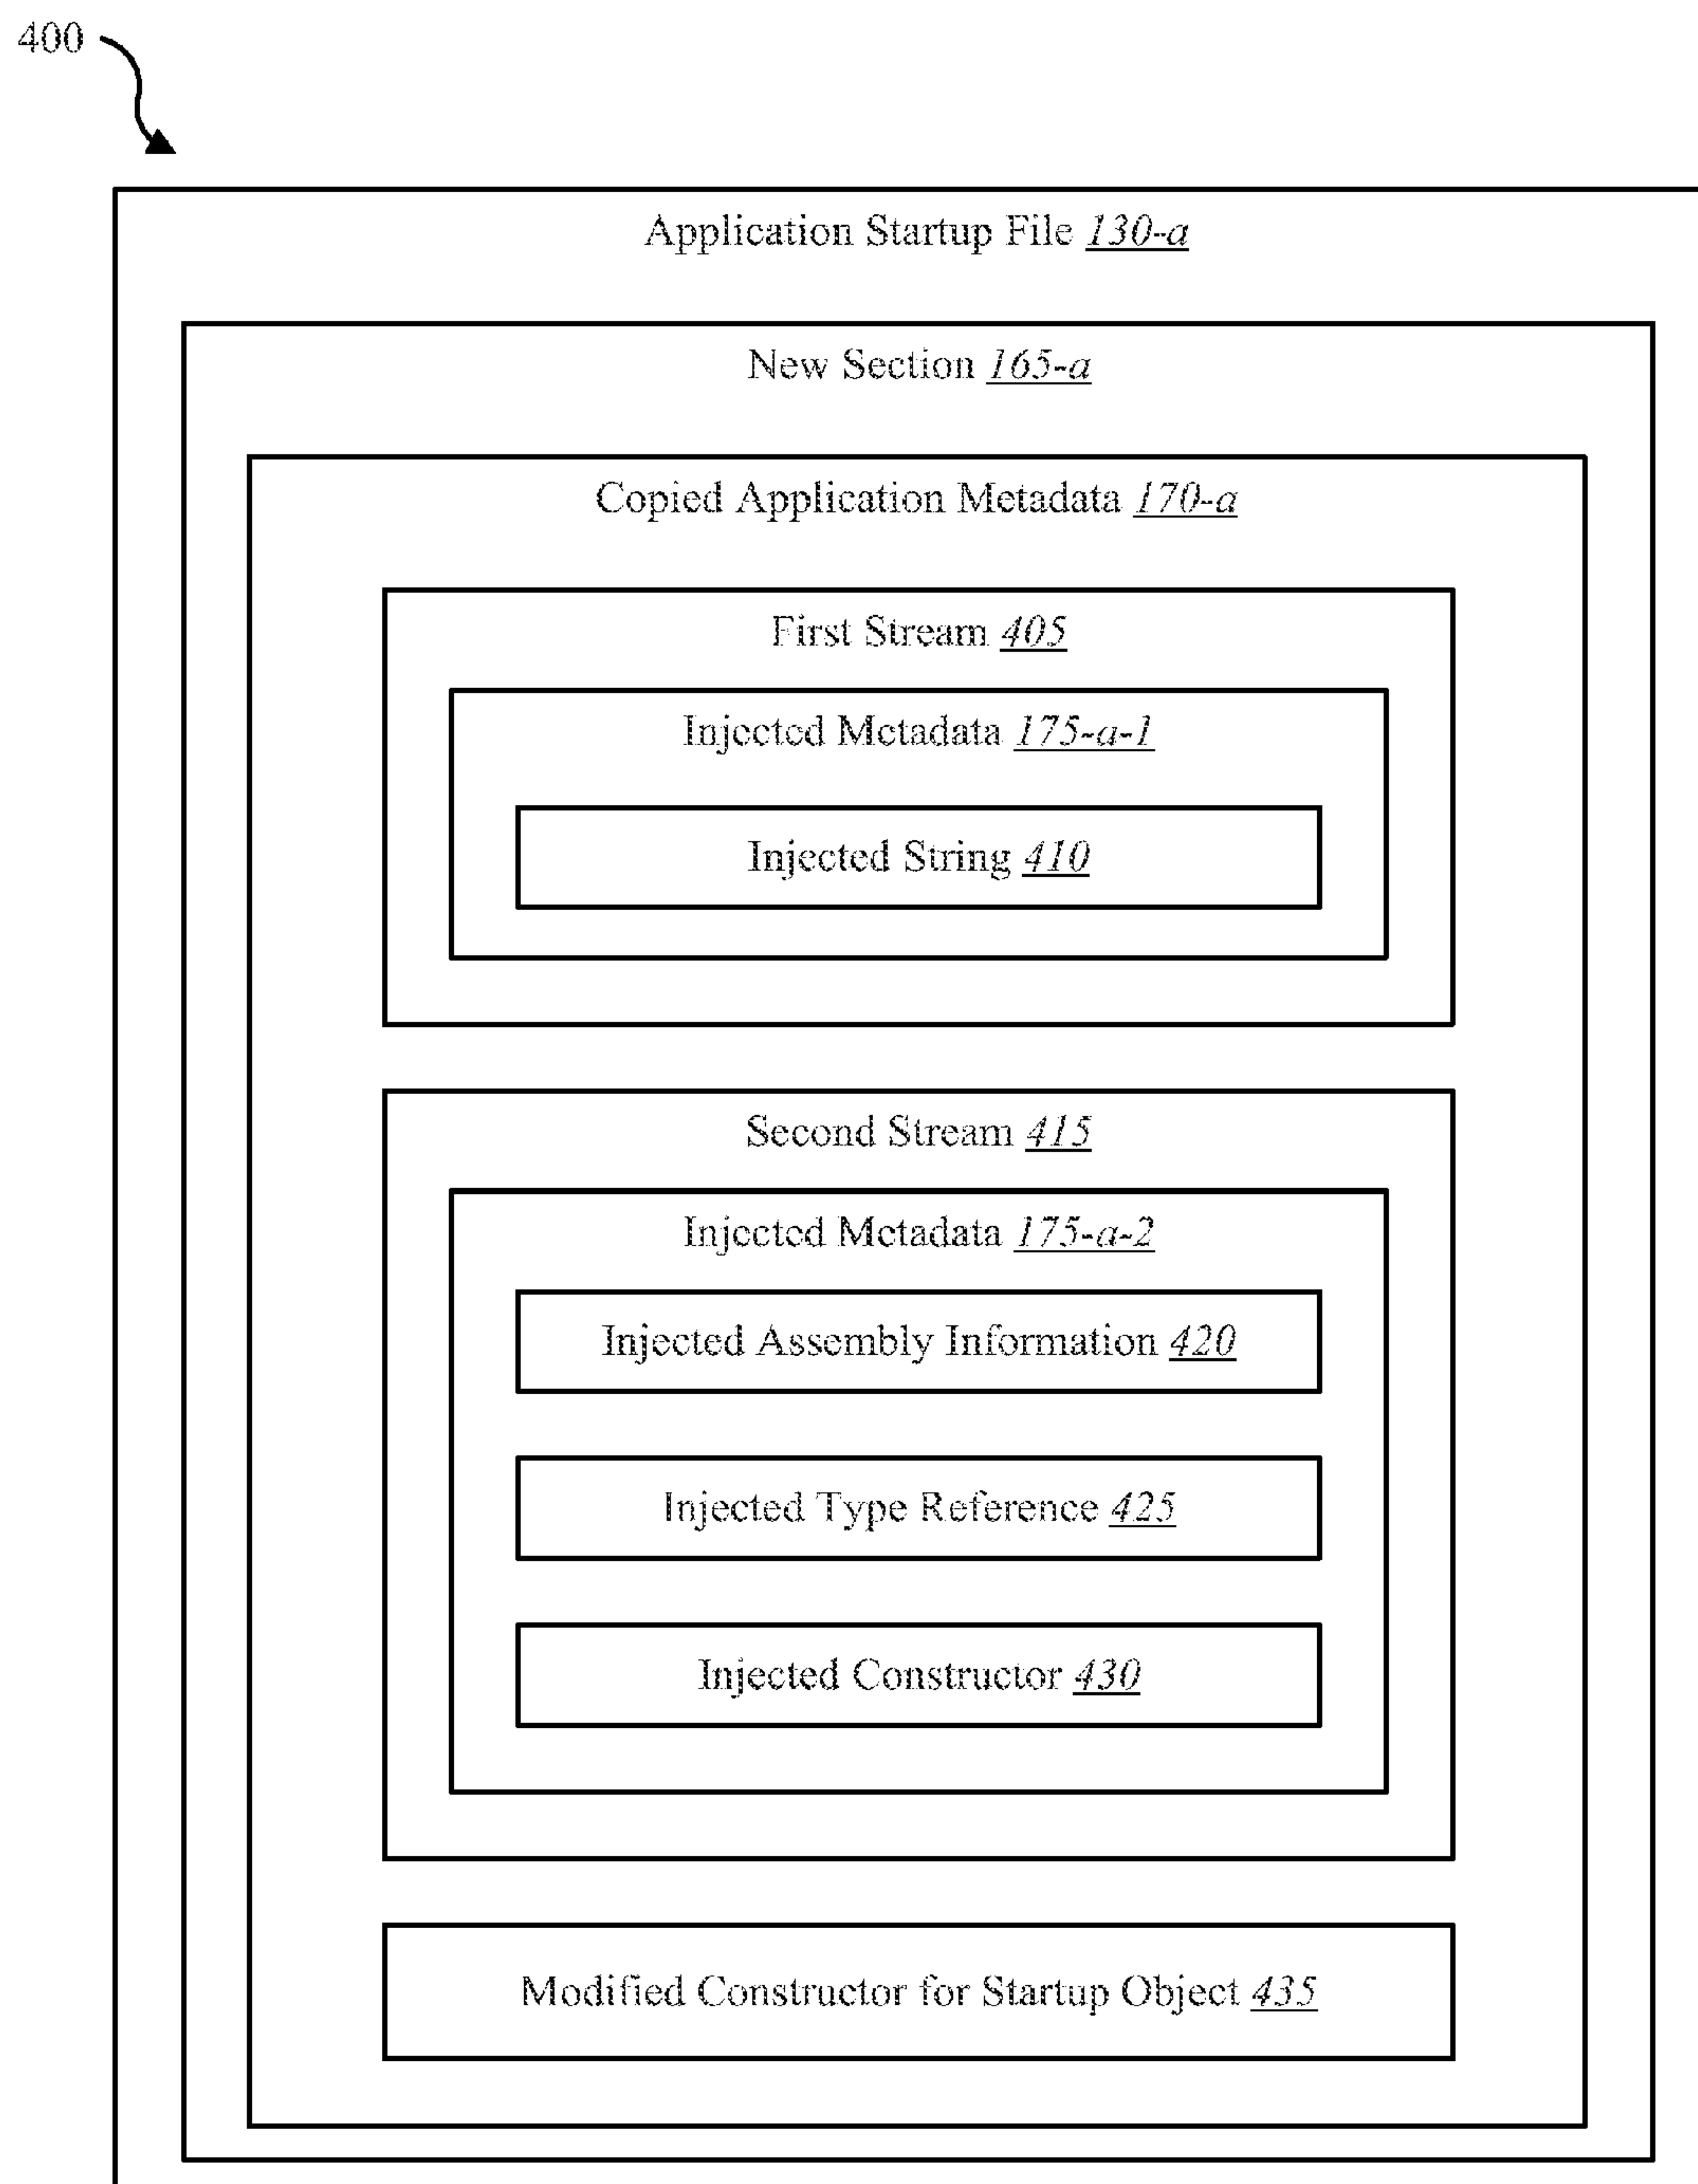 400
Application Startup File 130-a
New Section 165-a
Copied Application Metadata 170-a
First Stream 405
Injected Metadata 175-a-1
Injected String 410
Second Stream 415
Injected Metadata 175-a-2
Injected Assembly Information 420
Injected Type Reference 425
Injected Constructor 430
Modified Constructor for Startup Object 435